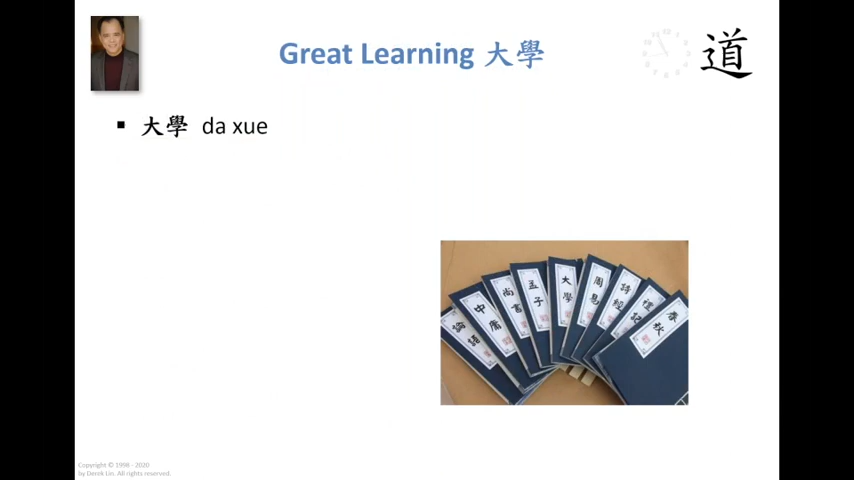 Great Learning 大學
道
▪ 大學 da xue
論語
中庸
尚書
孟子
大學
周易
詩經
禮記
春秋
Copyright © 1998 - 2020
by Derek Lin. All rights reserved.